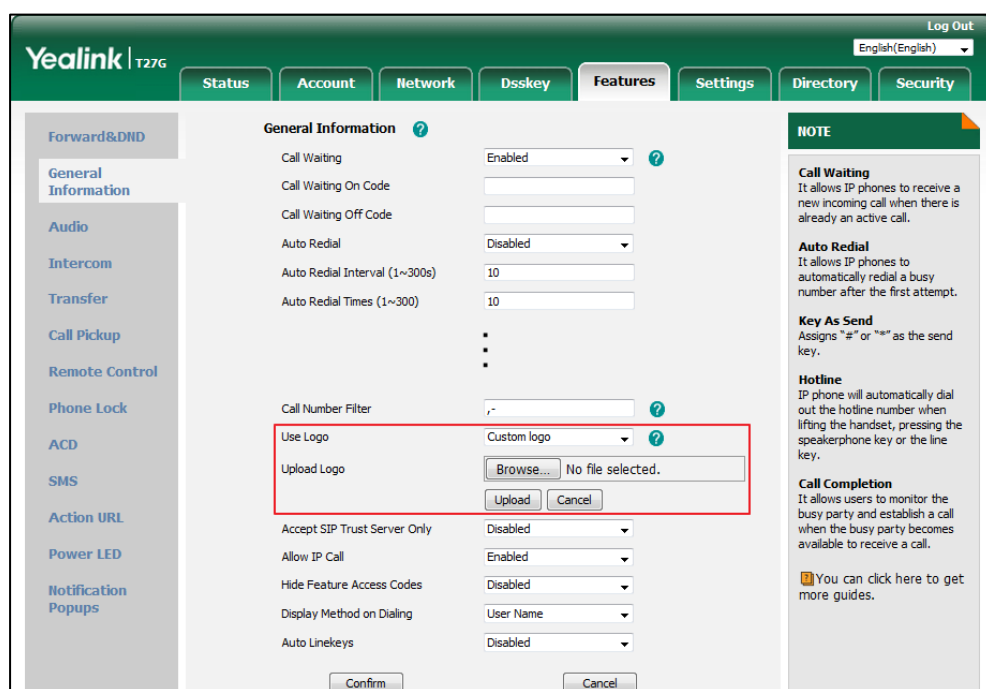 Log Out
Yealink T27G
English(English)
Status Account Network Dsskey Features Settings Directory Security
Forward&DND
General
Information
Audio
Intercom
Transfer
Call Pickup
Remote Control
Phone Lock
ACD
SMS
Action URL
Power LED
Notification
Popups
General Information ?
Call Waiting Enabled ?
Call Waiting On Code
Call Waiting Off Code
Auto Redial Disabled
Auto Redial Interval (1~300s) 10
Auto Redial Times (1~300) 10
Call Number Filter ,- ?
Use Logo Custom logo ?
Upload Logo Browse... No file selected.
Upload Cancel
Accept SIP Trust Server Only Disabled
Allow IP Call Enabled
Hide Feature Access Codes Disabled
Display Method on Dialing User Name
Auto Linekeys Disabled
Confirm Cancel
NOTE
Call Waiting
It allows IP phones to receive a
new incoming call when there is
already an active call.
Auto Redial
It allows IP phones to
automatically redial a busy
number after the first attempt.
Key As Send
Assigns "#" or "*" as the send
key.
Hotline
IP phone will automatically dial
out the hotline number when
lifting the handset, pressing the
speakerphone key or the line
key.
Call Completion
It allows users to monitor the
busy party and establish a call
when the busy party becomes
available to receive a call.
? You can click here to get
more guides.